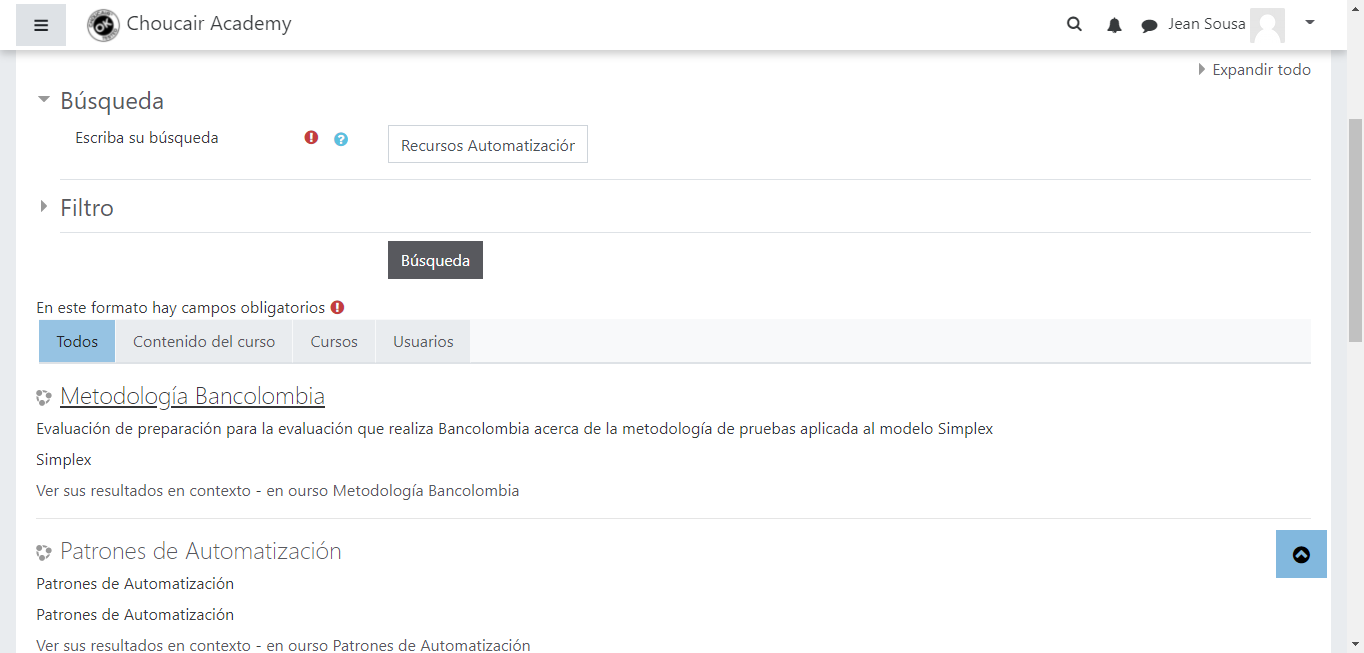 Choucair Academy
Jean Sousa
Expandir todo
Búsqueda
Escriba su búsqueda
Recursos Automatizaciór
Filtro
Búsqueda
En este formato hay campos obligatorios
Todos
Contenido del curso
Cursos
Usuarios
Metodología Bancolombia
Evaluación de preparación para la evaluación que realiza Bancolombia acerca de la metodología de pruebas aplicada al modelo Simplex
Simplex
Ver sus resultados en contexto - en ourso Metodología Bancolombia
Patrones de Automatización
Patrones de Automatización
Patrones de Automatización
Ver sus resultados en contexto - en ourso Patrones de Automatización